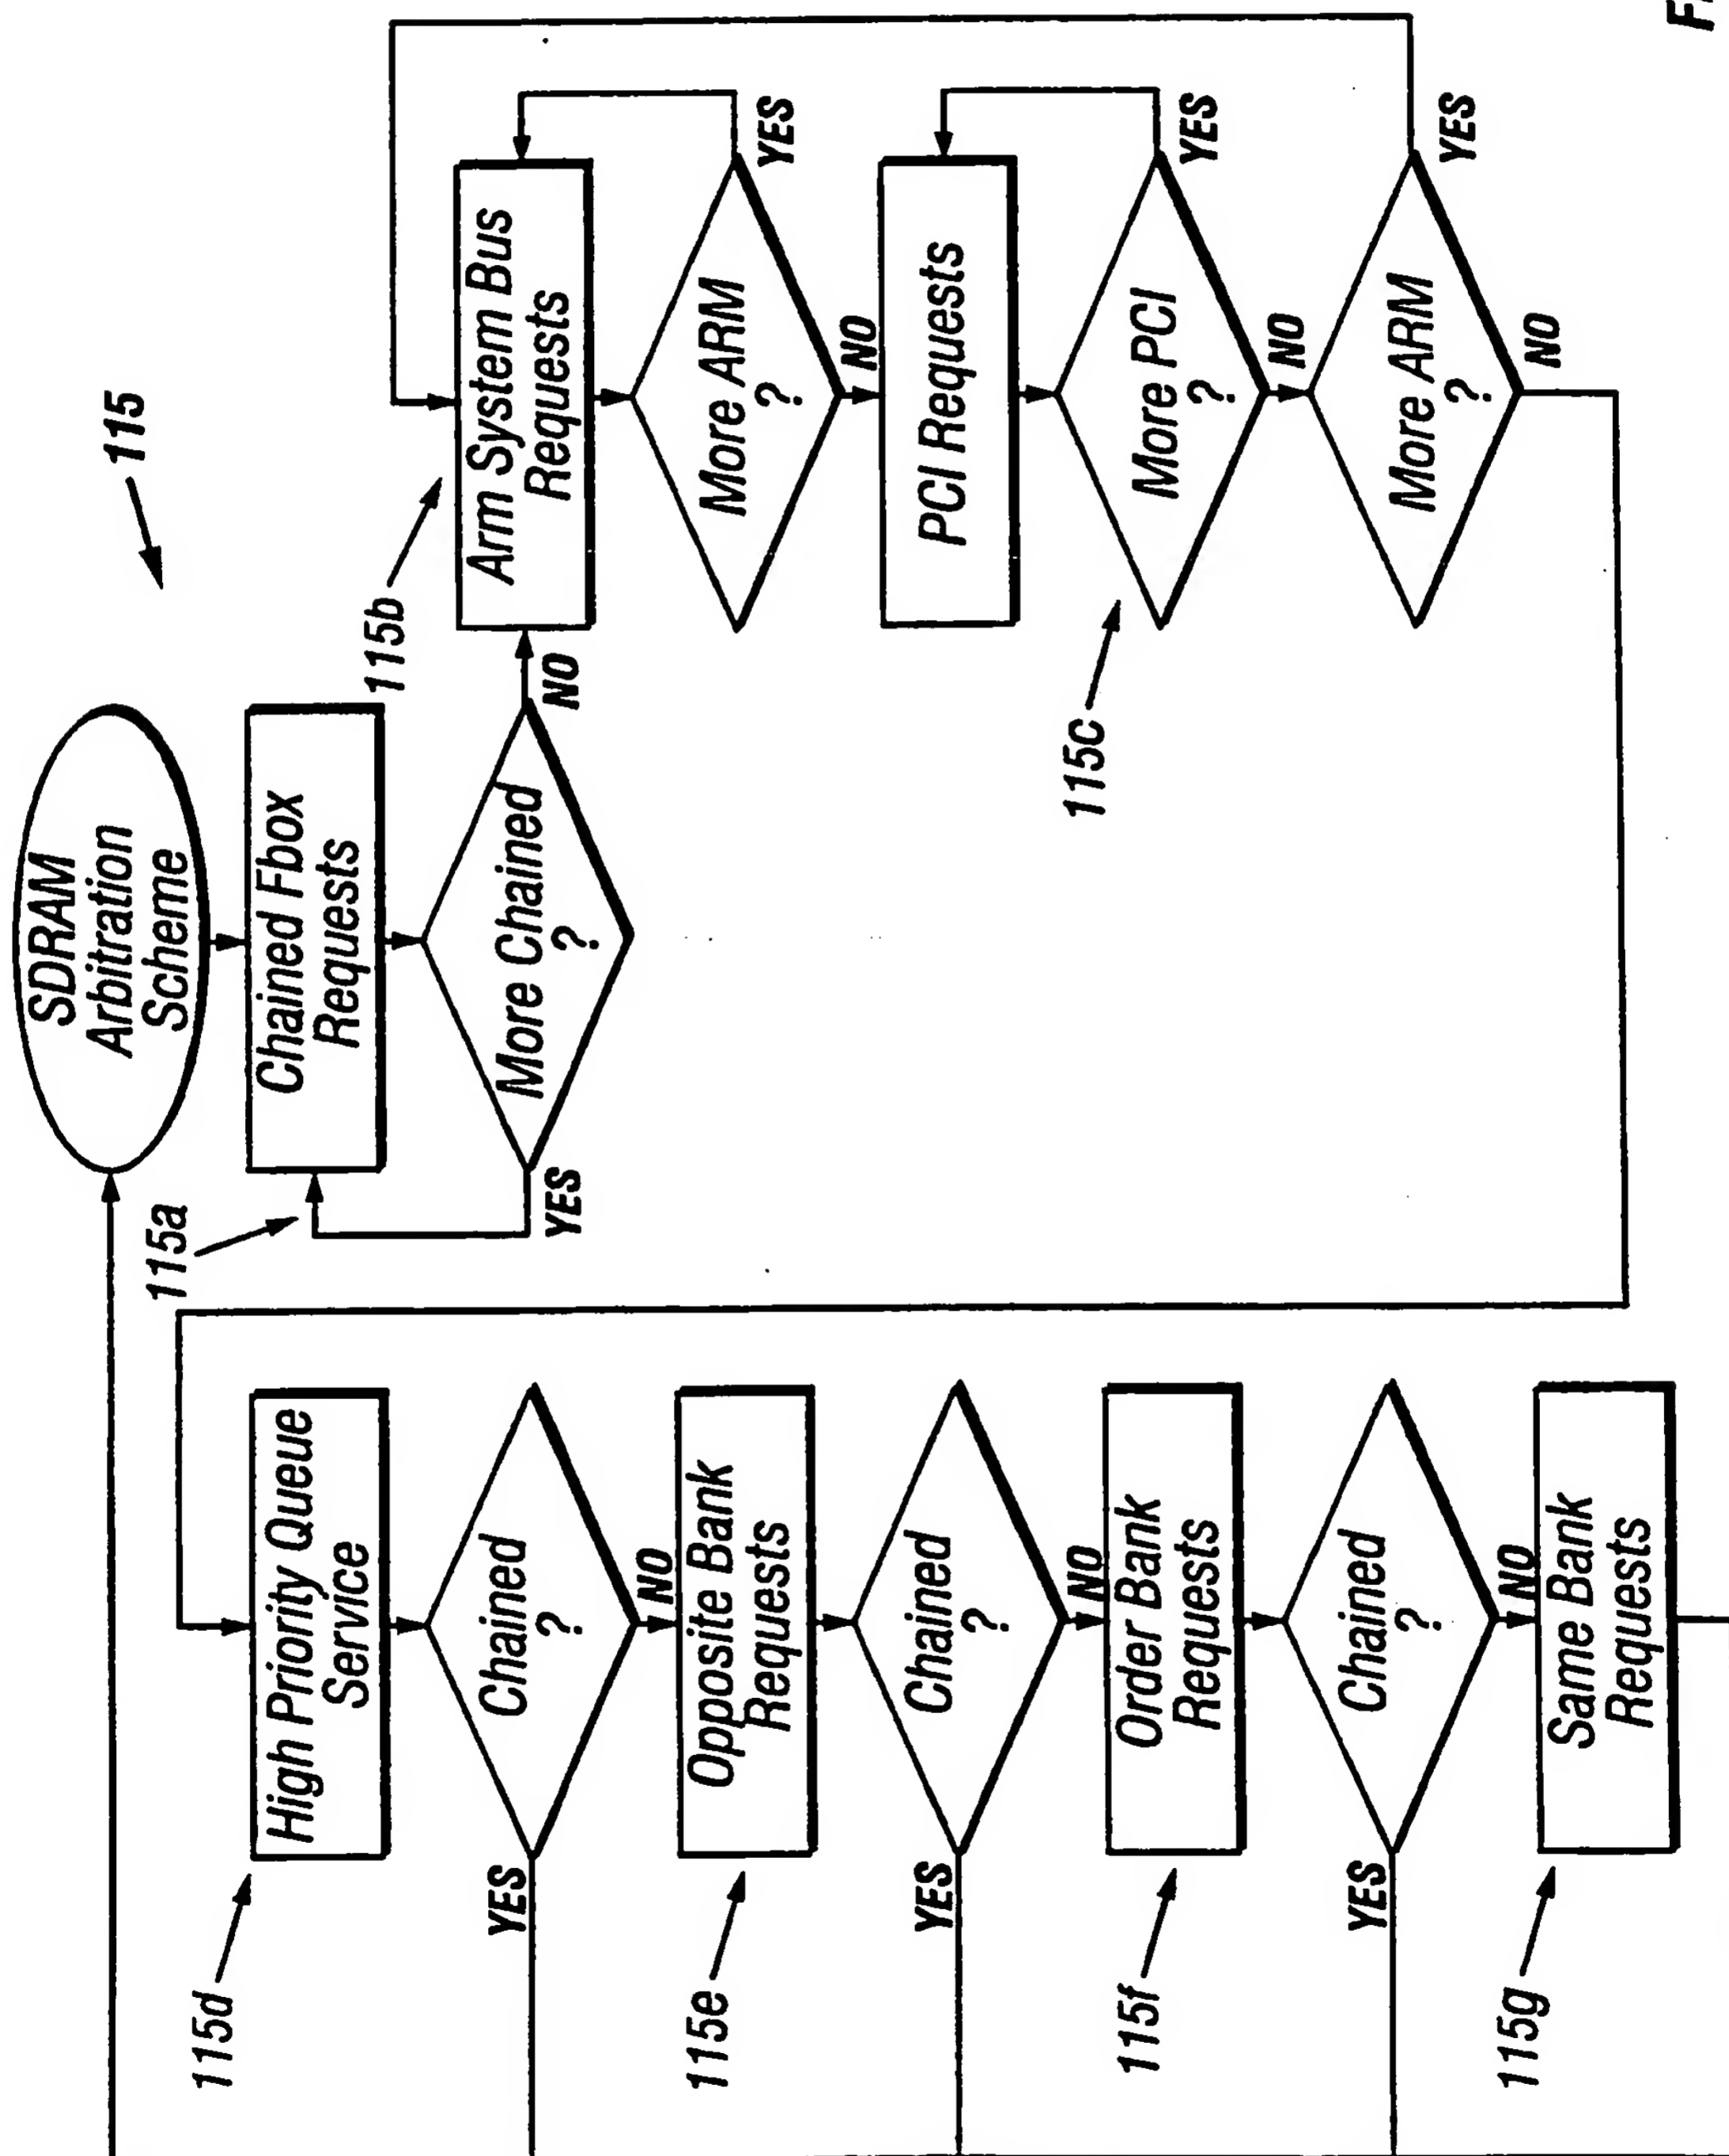 115
SDRAM
Arbitration
Scheme
115a
Chained Fbox
Requests
More Chained
?
YES
NO
115b
Arm System Bus
Requests
More ARM
?
YES
NO
PCI Requests
115c
More PCI
?
YES
NO
More ARM
?
YES
NO
115d
High Priority Queue
Service
Chained
?
YES
NO
115e
Opposite Bank
Requests
Chained
?
YES
NO
115f
Order Bank
Requests
Chained
?
YES
NO
115g
Same Bank
Requests